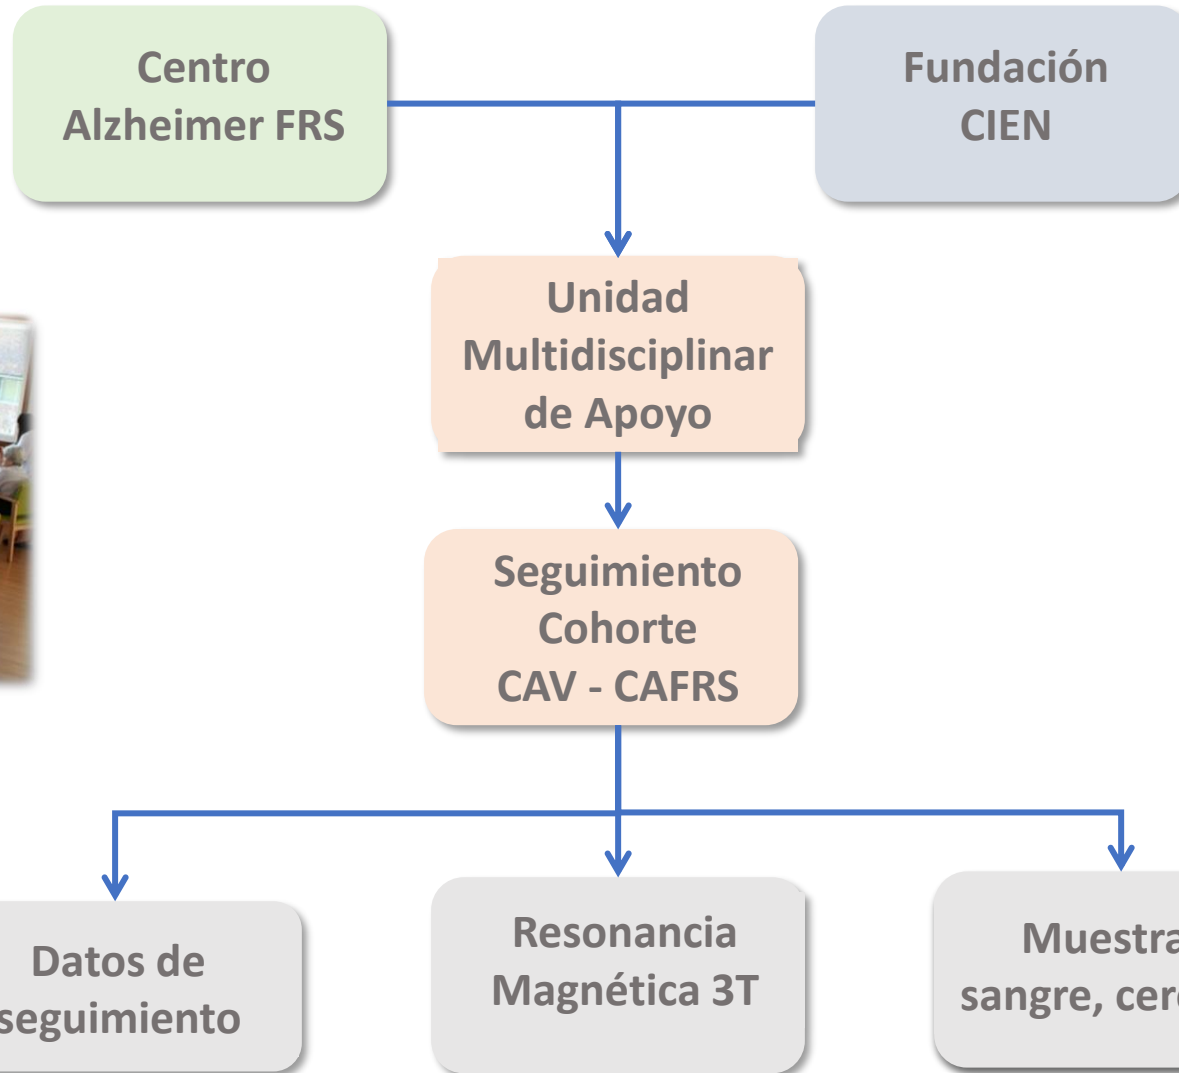 Centro
Alzheimer FRS
Fundación
CIEN
Unidad
Multidisciplinar
de Apoyo
Seguimiento
Cohorte
CAV - CAFRS
Datos de
seguimiento
Resonancia
Magnética 3T
sangre,